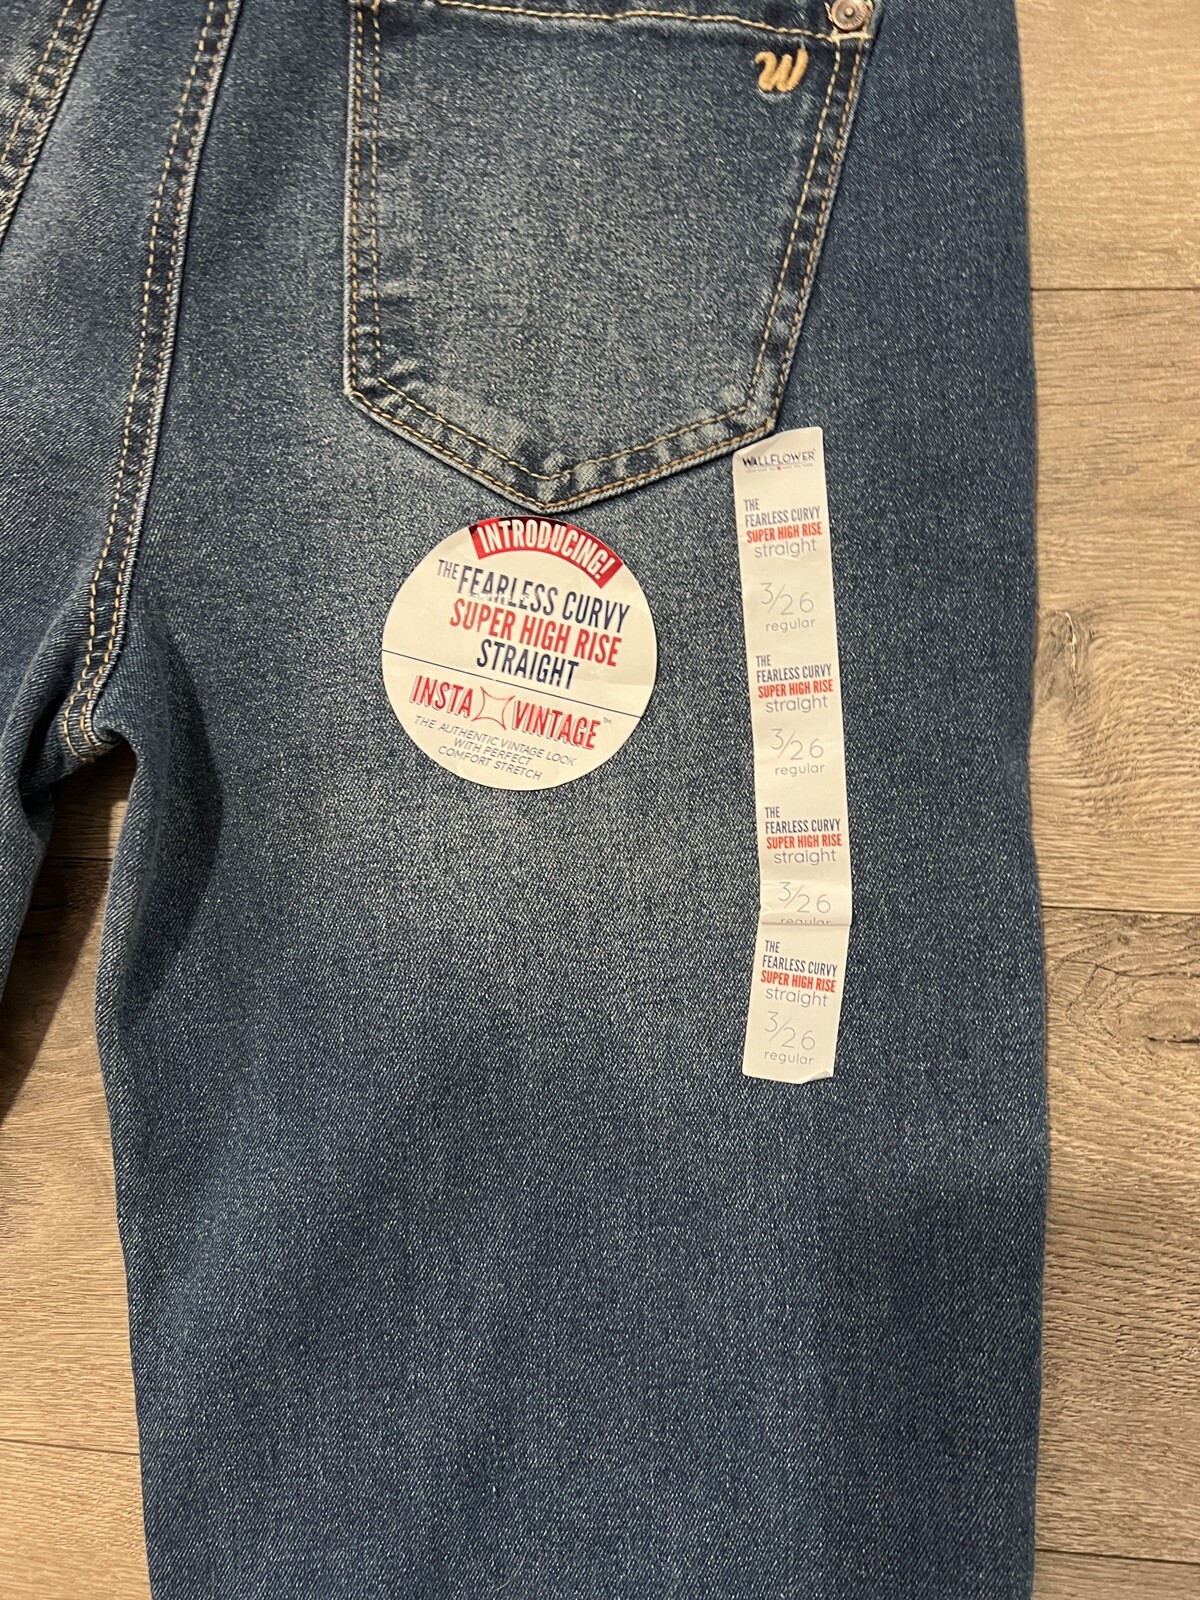 W
INTRODUCING!
THE FEARLESS CURVY
SUPER HIGH RISE
STRAIGHT
INSTA VINTAGE™
THE AUTHENTIC VINTAGE LOOK
WITH PERFECT
COMFORT STRETCH
WALLFLOWER
THE
FEARLESS CURVY
SUPER HIGH RISE
straight
3/26
regular
THE
FEARLESS CURVY
SUPER HIGH RISE
straight
3/26
regular
THE
FEARLESS CURVY
SUPER HIGH RISE
straight
3/26
regular
THE
FEARLESS CURVY
SUPER HIGH RISE
straight
3/26
regular